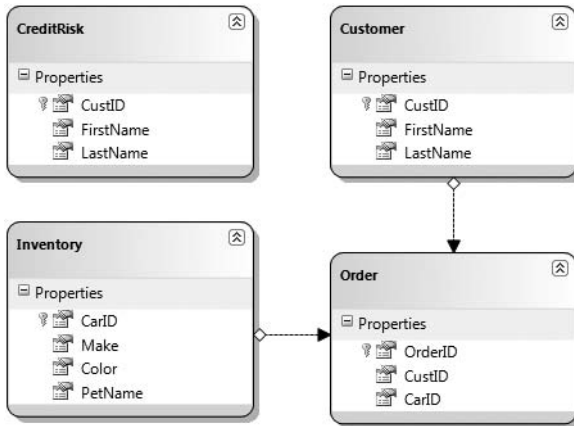 CreditRisk
Properties
CustID
FirstName
LastName
Customer
Properties
CustID
FirstName
LastName
Inventory
Properties
CarID
Make
Color
PetName
Order
Properties
OrderID
CustID
CarID